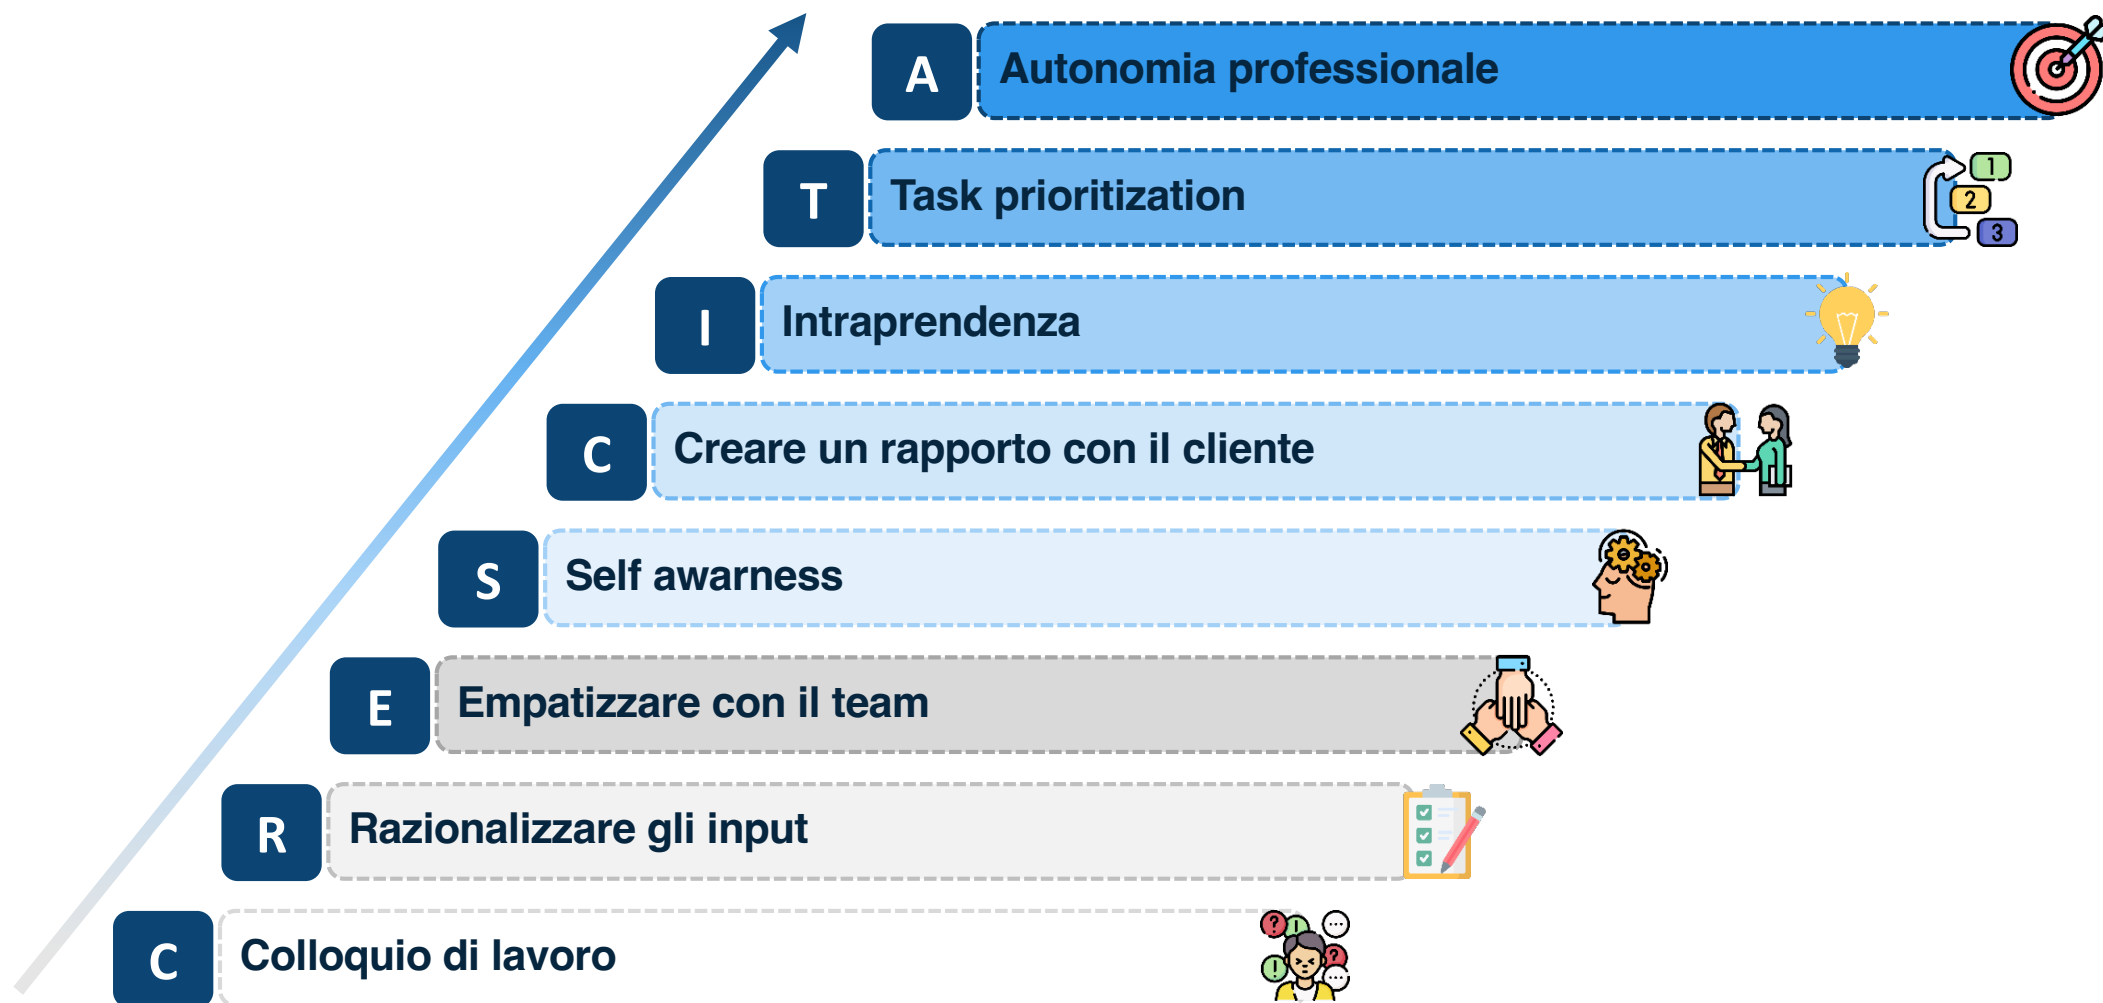 A Autonomia professionale
1
T Task prioritization
2
3
I Intraprendenza
C Creare un rapporto con il cliente
S Self awarness
E Empatizzare con il team
R Razionalizzare gli input
? ! ...
C Colloquio di lavoro
! ? ...